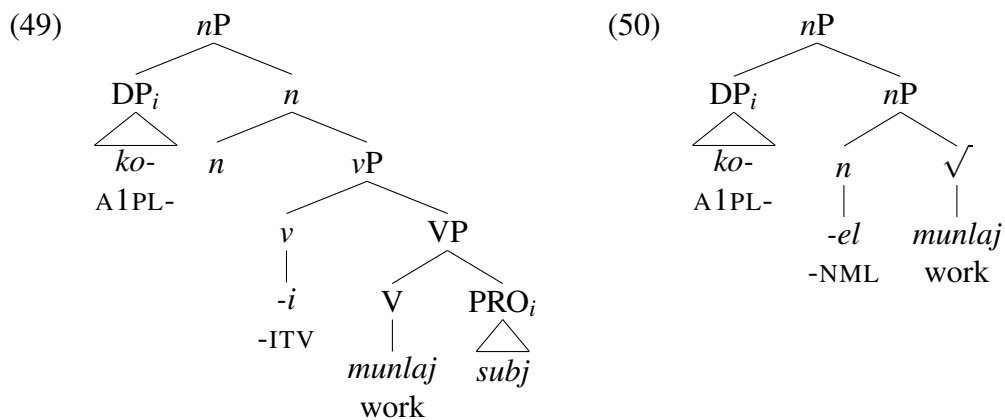 (49) nP (50) nP
DPi n DPi nP
ko- n vP ko- n √
A1PL- A1PL-
v VP -el munlaj
-NML work
-i V PROi
-ITV
munlaj subj
work